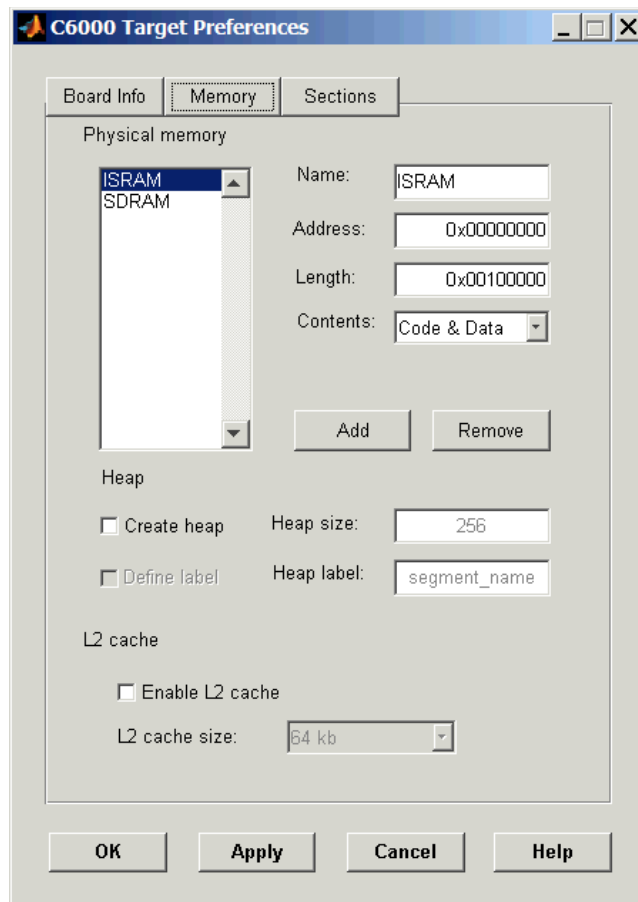 C6000 Target Preferences
Board Info Memory Sections
Physical memory
ISRAM
SDRAM
Name: ISRAM
Address: 0x00000000
Length: 0x00100000
Contents: Code & Data
Add Remove
Heap
Create heap Heap size: 256
Define label Heap label: segment_name
L2 cache
Enable L2 cache
L2 cache size: 64 kb
OK Apply Cancel Help